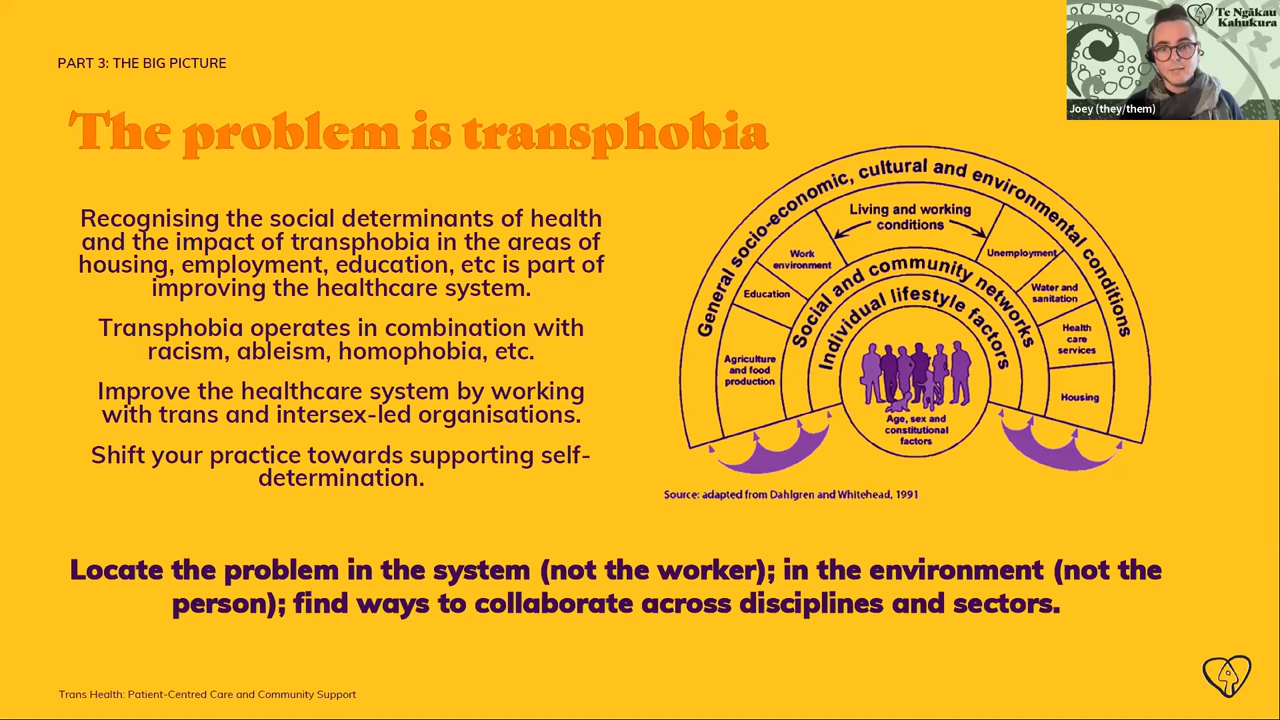 PART 3: THE BIG PICTURE
The problem is transphobia
Recognising the social determinants of health
and the impact of transphobia in the areas of
housing, employment, education, etc is part of
improving the healthcare system.
Transphobia operates in combination with
racism, ableism, homophobia, etc.
Improve the healthcare system by working
with trans and intersex-led organisations.
Shift your practice towards supporting self-
determination.
General socio-economic, cultural and environmental conditions
Living and working
conditions
Work
environment
Unemployment
Education
Water and
sanitation
Social and community networks
Individual lifestyle factors
Health
care
services
Agriculture
and food
production
Housing
Age, sex and
constitutional
factors
Source: adapted from Dahlgren and Whitehead, 1991
Locate the problem in the system (not the worker); in the environment (not the
person); find ways to collaborate across disciplines and sectors.
Trans Health: Patient-Centred Care and Community Support
Te Ngākau
Kahukura
Joey (they/them)